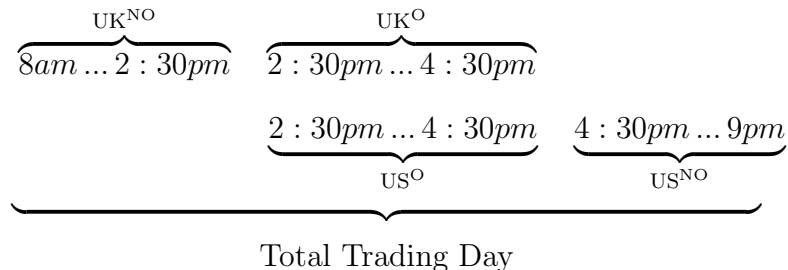 UK^NO UK^O
8am ... 2 : 30pm 2 : 30pm ... 4 : 30pm
2 : 30pm ... 4 : 30pm 4 : 30pm ... 9pm
US^O US^NO
Total Trading Day